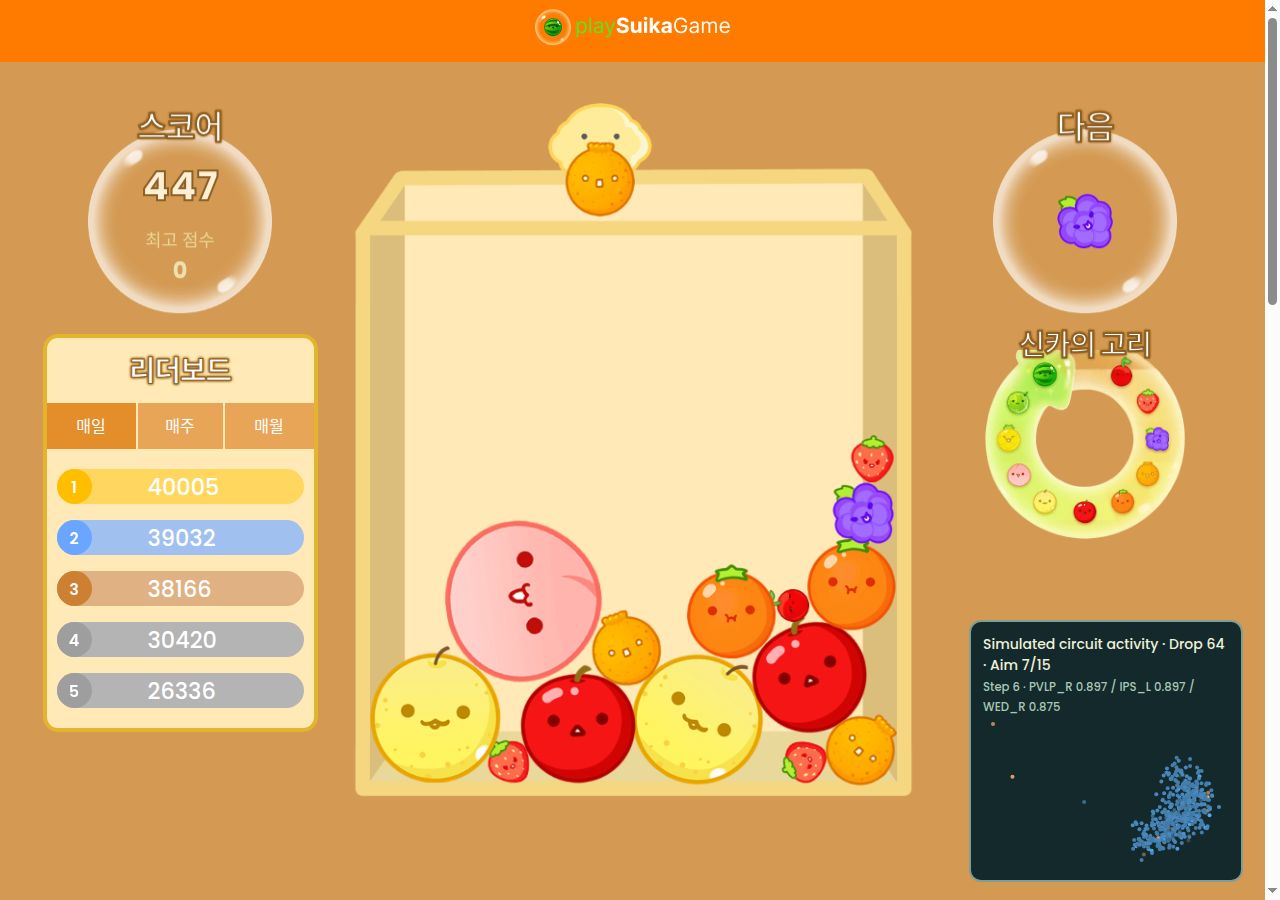 playSuikaGame
스코어
447
최고 점수
0
다음
신카의 고리
리더보드
매일
매주
매월
1
40005
2
39032
3
38166
4
30420
5
26336
Simulated circuit activity · Drop 64
· Aim 7/15
Step 6 · PVLP_R 0.897 / IPS_L 0.897 /
WED_R 0.875